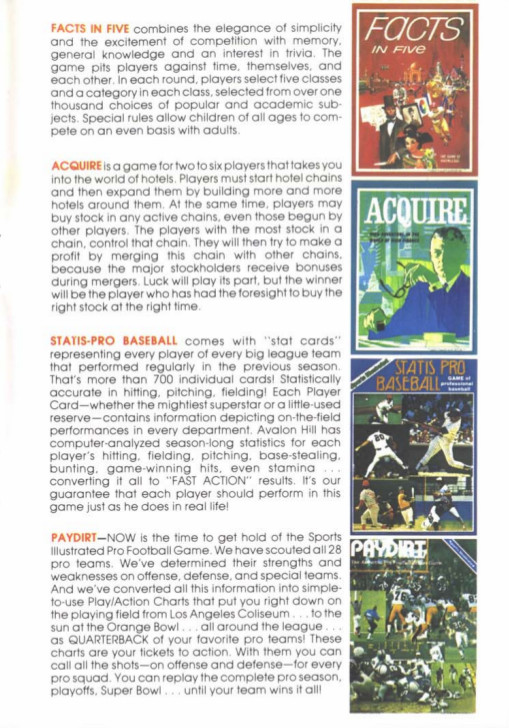 FACTS IN FIVE combines the elegance of simplicity
and the excitement of competition with memory,
general knowledge and an interest in trivia. The
game pits players against time, themselves, and
each other. In each round, players select five classes
and a category in each class, selected from over one
thousand choices of popular and academic sub-
jects. Special rules allow children of all ages to com-
pete on an even basis with adults.
FACTS
IN FIVE
ACQUIRE is a game for two to six players that takes you
into the world of hotels. Players must start hotel chains
and then expand them by building more and more
hotels around them. At the same time, players may
buy stock in any active chains, even those begun by
other players. The players with the most stock in a
chain, control that chain. They will then try to make a
profit by merging this chain with other chains,
because the major stockholders receive bonuses
during mergers. Luck will play its part, but the winner
will be the player who has had the foresight to buy the
right stock at the right time.
ACQUIRE
STATIS-PRO BASEBALL comes with "stat cards"
representing every player of every big league team
that performed regularly in the previous season.
That's more than 700 individual cards! Statistically
accurate in hitting, pitching, fielding! Each Player
Card—whether the mightiest superstar or a little-used
reserve—contains information depicting on-the-field
performances in every department. Avalon Hill has
computer-analyzed season-long statistics for each
player's hitting, fielding, pitching, base-stealing,
bunting, game-winning hits, even stamina ...
converting it all to "FAST ACTION" results. It's our
guarantee that each player should perform in this
game just as he does in real life!
STATIS PRO
BASEBALL
GAME of
professional
baseball
PAYDIRT—NOW is the time to get hold of the Sports
Illustrated Pro Football Game. We have scouted all 28
pro teams. We've determined their strengths and
weaknesses on offense, defense, and special teams.
And we've converted all this information into simple-
to-use Play/Action Charts that put you right down on
the playing field from Los Angeles Coliseum ... to the
sun at the Orange Bowl ... all around the league ...
as QUARTERBACK of your favorite pro teams! These
charts are your tickets to action. With them you can
call all the shots—on offense and defense—for every
pro squad. You can replay the complete pro season,
playoffs, Super Bowl ... until your team wins it all!
PAYDIRT